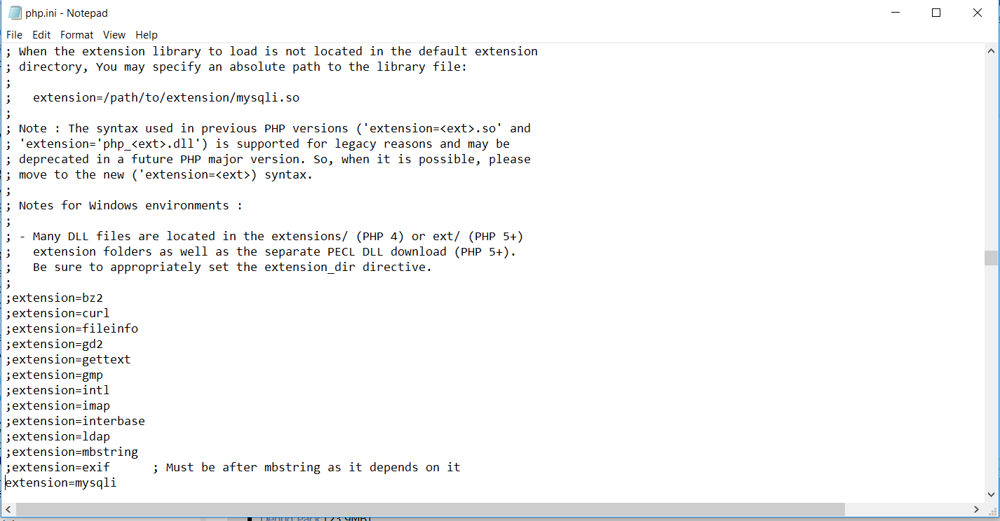 php.ini - Notepad
File Edit Format View Help
; When the extension library to load is not located in the default extension
; directory, You may specify an absolute path to the library file:
;
;   extension=/path/to/extension/mysqli.so
;
; Note : The syntax used in previous PHP versions ('extension=<ext>.so' and
; 'extension='php_<ext>.dll') is supported for legacy reasons and may be
; deprecated in a future PHP major version. So, when it is possible, please
; move to the new ('extension=<ext>) syntax.
;
; Notes for Windows environments :
;
; - Many DLL files are located in the extensions/ (PHP 4) or ext/ (PHP 5+)
;   extension folders as well as the separate PECL DLL download (PHP 5+).
;   Be sure to appropriately set the extension_dir directive.
;
;extension=bz2
;extension=curl
;extension=fileinfo
;extension=gd2
;extension=gettext
;extension=gmp
;extension=intl
;extension=imap
;extension=interbase
;extension=ldap
;extension=mbstring
;extension=exif      ; Must be after mbstring as it depends on it
extension=mysqli
Debug Pack [23.9MB]